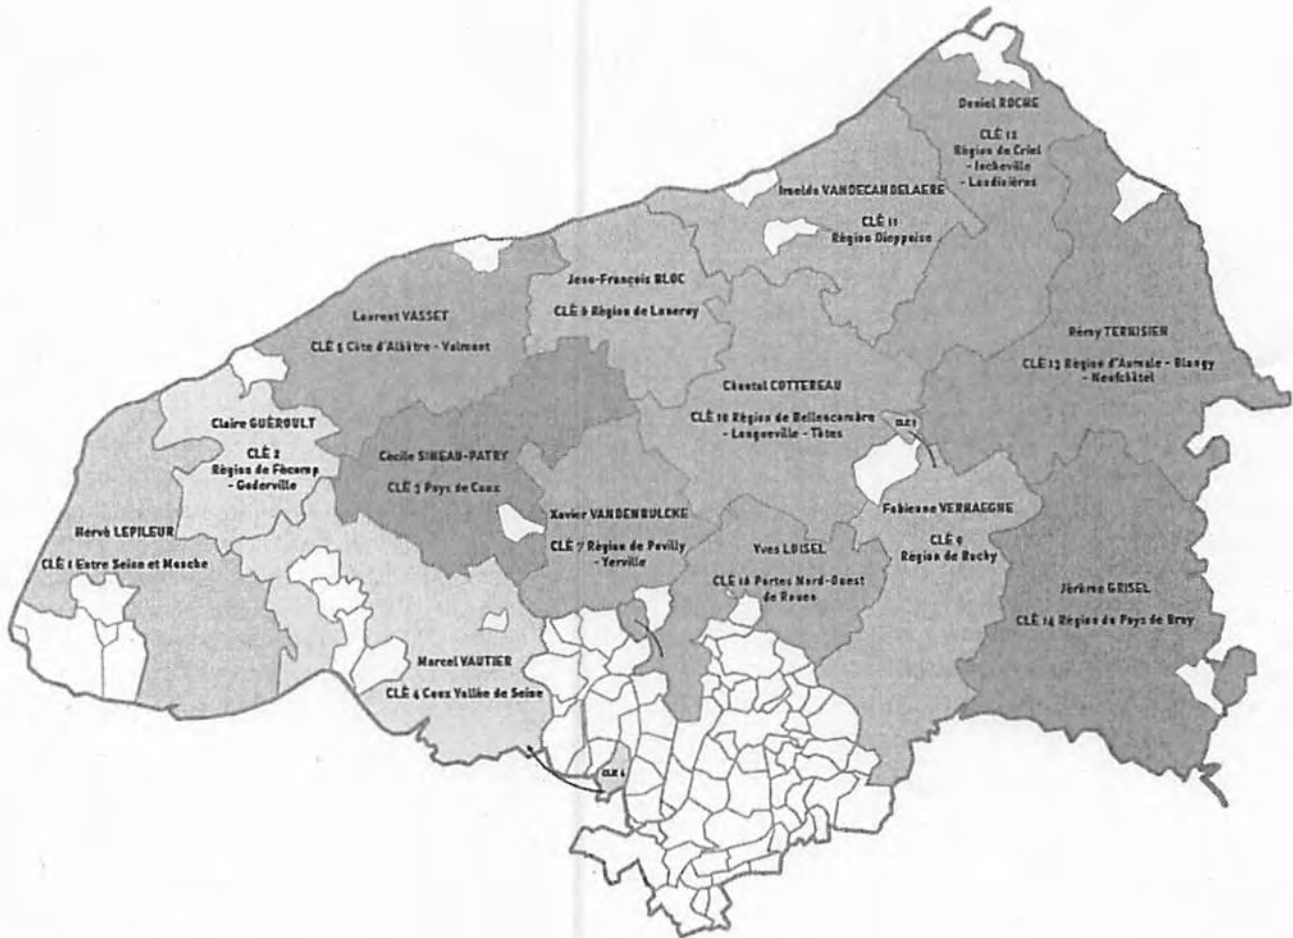 Daniel ROCHE
CLÉ 12
Région de Criel
- Incheville
- Londinières
Imelda VANDECANDELAERE
CLÉ 11
Région Dieppoise
Jean-François BLOC
CLÉ 6 Région de Luneray
Laurent VASSET
CLÉ 5 Côte d'Albâtre - Valmont
Rémy TERNISIEN
CLÉ 13 Région d'Aumale - Blangy
- Neufchâtel
Chantal COTTEREAU
CLÉ 10 Région de Bellencombre
- Longueville - Tôtes
CLÉ 9
Claire GUÉROULT
CLÉ 2
Région de Fécamp
- Goderville
Cécile SINEAU-PATRY
CLÉ 3 Pays de Caux
Xavier VANDENBULCKE
CLÉ 7 Région de Pavilly
- Yerville
Fabienne VERHAEGHE
CLÉ 9
Région de Buchy
Hervé LEPILEUR
CLÉ 1 Entre Seine et Manche
Yves LOISEL
Portes Nord-Ouest
de Rouen
Jérôme GRISEL
CLÉ 14 Région du Pays de Bray
Marcel VAUTIER
CLÉ 4 Caux Vallée de Seine
CLÉ 4